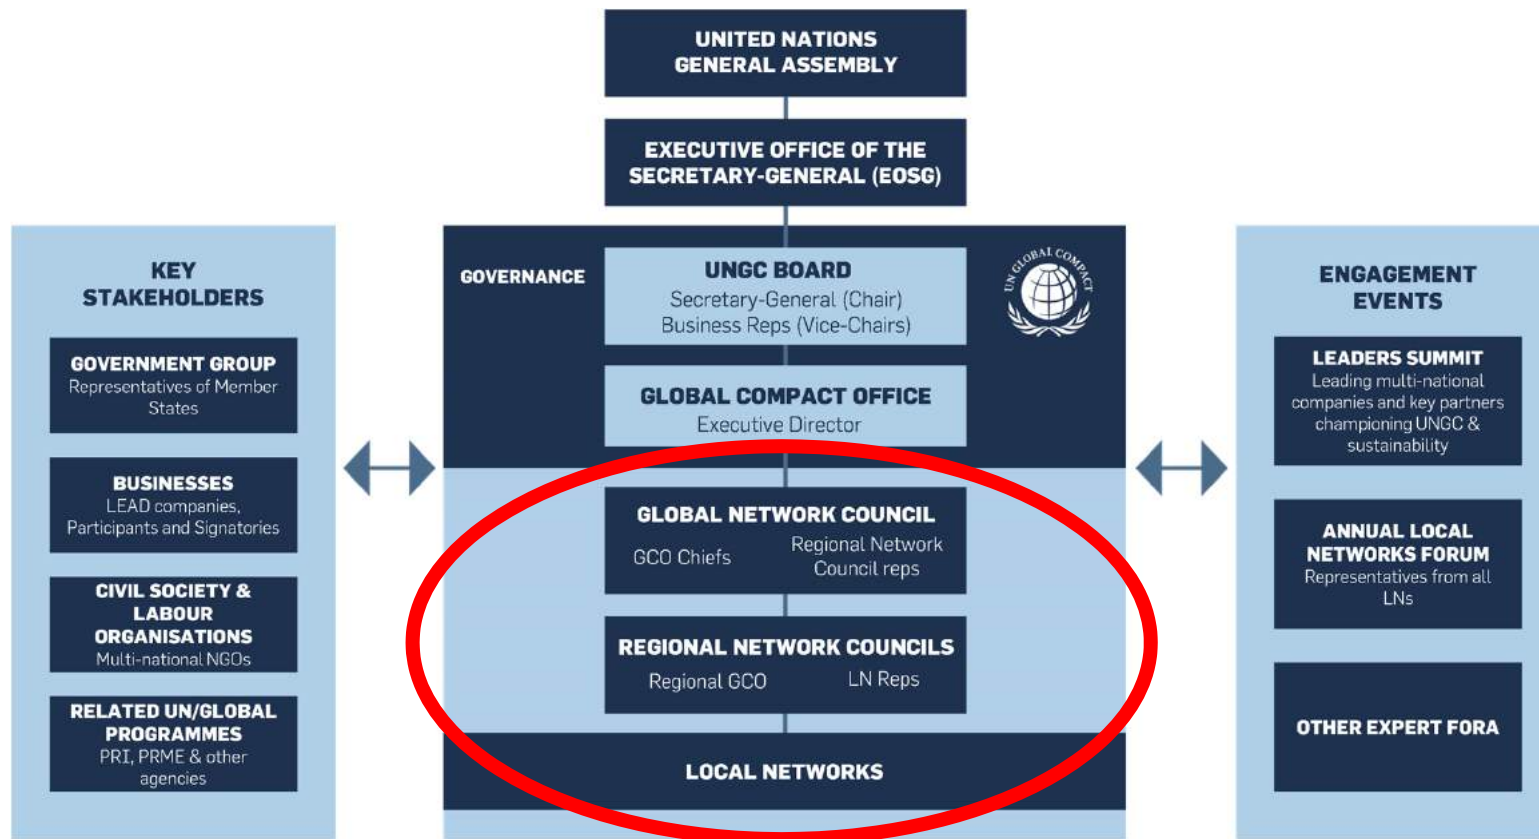 UNITED NATIONS
GENERAL ASSEMBLY
EXECUTIVE OFFICE OF THE
SECRETARY-GENERAL (EOSG)
KEY
STAKEHOLDERS
GOVERNMENT GROUP
Representatives of Member
States
BUSINESSES
LEAD companies,
Participants and Signatories
CIVIL SOCIETY &
LABOUR
ORGANISATIONS
Multi-national NGOs
RELATED UN/GLOBAL
PROGRAMMES
PRI, PRME & other
agencies
GOVERNANCE
UNGC BOARD
Secretary-General (Chair)
Business Reps (Vice-Chairs)
UN GLOBAL COMPACT
GLOBAL COMPACT OFFICE
Executive Director
GLOBAL NETWORK COUNCIL
GCO Chiefs
Regional Network
Council reps
REGIONAL NETWORK COUNCILS
Regional GCO
LN Reps
LOCAL NETWORKS
ENGAGEMENT
EVENTS
LEADERS SUMMIT
Leading multi-national
companies and key partners
championing UNGC &
sustainability
ANNUAL LOCAL
NETWORKS FORUM
Representatives from all
LNs
OTHER EXPERT FORA